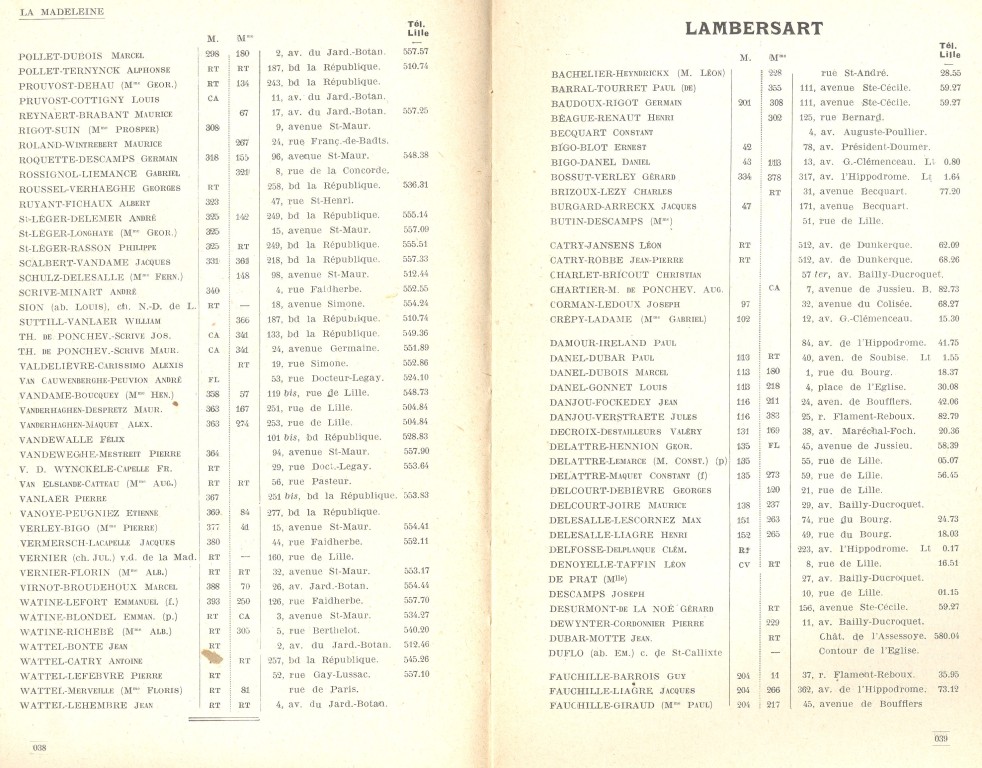 LA MADELEINE
M. Mme Tél. Lille
POLLET-DUBOIS MARCEL 298 180 2, av. du Jard.-Botan. 557.57
POLLET-TERNYNCK ALPHONSE RT RT 187, bd la République. 510.74
PROUVOST-DEHAU (Mme GEOR.) RT 134 243, bd la République.
PRUVOST-COTTIGNY LOUIS CA 11, av. du Jard.-Botan.
REYNAERT-BRABANT MAURICE 67 17, av. du Jard.-Botan. 557.25
RIGOT-SUIN (Mme PROSPER) 308 9, avenue St-Maur.
ROLAND-WINTREBERT MAURICE 267 24, rue Franç.-de-Badts.
ROQUETTE-DESCAMPS GERMAIN 318 155 96, avenue St-Maur. 548.38
ROSSIGNOL-LIEMANCE GABRIEL 321 8, rue de la Concorde.
ROUSSEL-VERHAEGHE GEORGES RT 258, bd la République. 536.31
RUYANT-FICHAUX ALBERT 323 47, rue St-Henri.
St-LÉGER-DELEMER ANDRÉ 325 142 249, bd la République. 555.14
St-LÉGER-LONGHAYE (Mme GEOR.) 325 15, avenue St-Maur. 557.09
St-LÉGER-RASSON PHILIPPE 325 RT 249, bd la République. 555.51
SCALBERT-VANDAME JACQUES 331 361 218, bd la République. 557.33
SCHULZ-DELESALLE (Mme FERN.) 148 98, avenue St-Maur. 512.44
SCRIVE-MINART ANDRÉ 340 4, rue Faidherbe. 552.55
SION (ab. LOUIS), ch. N.-D. de L. RT — 18, avenue Simone. 554.24
SUTTILL-VANLAER WILLIAM 366 187, bd la République. 510.74
TH. DE PONCHEV.-SCRIVE JOS. CA 341 133, bd la République. 549.36
TH. DE PONCHEV.-SCRIVE MAUR. CA 341 24, avenue Germaine. 551.89
VALDELIÈVRE-CARISSIMO ALEXIS RT 19, rue Simone. 552.86
VAN CAUWENBERGHE-PEUVION ANDRÉ FL 53, rue Docteur-Legay. 524.10
VANDAME-BOUCQUEY (Mme HEN.) 358 57 119 bis, rue de Lille. 548.73
VANDERHAGHEN-DESPRETZ MAUR. 363 167 251, rue de Lille. 504.84
VANDERHAGHEN-MAQUET ALEX. 363 274 253, rue de Lille. 504.84
VANDEWALLE FÉLIX 101 bis, bd République. 528.83
VANDEWEGHE-MESTREIT PIERRE 364 94, avenue St-Maur. 557.90
V. D. WYNCKELE-CAPELLE FR. RT 29, rue Doct.-Legay. 553.64
VAN ELSLANDE-CATTEAU (Mme AUG.) RT RT 56, rue Pasteur.
VANLAER PIERRE 367 251 bis, bd la République. 553.83
VANOYE-PEUGNIEZ ETIENNE 369 84 277, bd la République.
VERLEY-BIGO (Mme PIERRE) 377 41 15, avenue St-Maur. 554.41
VERMERSCH-LACAPELLE JACQUES 380 44, rue Faidherbe. 552.11
VERNIER (ch. JUL.) v.d. de la Mad. RT — 160, rue de Lille.
VERNIER-FLORIN (Mme ALB.) RT RT 32, avenue St-Maur. 553.17
VIRNOT-BROUDEHOUX MARCEL 388 70 26, av. Jard.-Botan. 554.44
WATINE-LEFORT EMMANUEL (f.) 393 250 126, rue Faidherbe. 557.70
WATINE-BLONDEL EMMAN. (p.) RT CA 3, avenue St-Maur. 534.27
WATINE-RICHEBÉ (Mme ALB.) RT 305 5, rue Berthelot. 540.20
WATTEL-BONTE JEAN RT 2, av. du Jard.-Botan. 512.46
WATTEL-CATRY ANTOINE RT 257, bd la République. 545.26
WATTEL-LEFEBVRE PIERRE RT 52, rue Gay-Lussac. 557.10
WATTEL-MERVEILLE (Mme FLORIS) RT 81 rue de Paris.
WATTEL-LEHEMBRE JEAN RT RT 4, av. du Jard.-Botan.
038
LAMBERSART
M. Mme Tél. Lille
BACHELIER-HEYNDRICKX (M. LÉON) 228 rue St-André. 28.55
BARRAL-TOURRET PAUL (DE) 355 111, avenue Ste-Cécile. 59.27
BAUDOUX-RIGOT GERMAIN 201 308 111, avenue Ste-Cécile. 59.27
BÉAGUE-RENAUT HENRI 302 125, rue Bernard.
BECQUART CONSTANT 4, av. Auguste-Poullier.
BIGO-BLOT ERNEST 42 78, av. Président-Doumer.
BIGO-DANEL DANIEL 43 113 13, av. G.-Clémenceau. Lt 0.80
BOSSUT-VERLEY GÉRARD 334 378 317, av. l'Hippodrome. Lt 1.64
BRIZOUX-LEZY CHARLES RT 31, avenue Becquart. 77.20
BURGARD-ARRECKX JACQUES 47 171, avenue Becquart.
BUTIN-DESCAMPS (Mme) 51, rue de Lille.
CATRY-JANSENS LÉON RT 512, av. de Dunkerque. 62.09
CATRY-ROBBE JEAN-PIERRE RT 512, av. de Dunkerque. 68.26
CHARLET-BRICOUT CHRISTIAN 57 ter, av. Bailly-Ducroquet.
CHARTIER-M. DE PONCHEV. AUG. CA 7, avenue de Jussieu. B. 82.73
CORMAN-LEDOUX JOSEPH 97 32, avenue du Colisée. 68.27
CRÉPY-LADAME (Mme GABRIEL) 102 12, av. G.-Clémenceau. 15.30
DAMOUR-IRELAND PAUL 84, av. de l'Hippodrome. 41.75
DANEL-DUBAR PAUL 113 RT 40, aven. de Soubise. Lt 1.55
DANEL-DUBOIS MARCEL 113 180 1, rue du Bourg. 18.37
DANEL-GONNET LOUIS 113 218 4, place de l'Eglise. 30.08
DANJOU-FOCKEDEY JEAN 116 211 24, aven. de Boufflers. 42.06
DANJOU-VERSTRAETE JULES 116 383 25, r. Flament-Reboux. 82.79
DECROIX-DESTAILLEURS VALÉRY 131 169 38, av. Maréchal-Foch. 20.36
DELATTRE-HENNION GEOR. 135 FL 45, avenue de Jussieu. 58.39
DELATTRE-LEMARCE (M. CONST.) (p) 135 55, rue de Lille. 05.07
DELATTRE-MAQUET CONSTANT (f) 135 273 59, rue de Lille. 56.45
DELCOURT-DEBIÈVRE GEORGES 120 21, rue de Lille.
DELCOURT-JOIRE MAURICE 138 237 29, av. Bailly-Ducroquet.
DELESALLE-LESCORNEZ MAX 151 263 74, rue du Bourg. 24.73
DELESALLE-LIAGRE HENRI 152 265 49, rue du Bourg. 18.03
DELFOSSE-DELPLANQUE CLÉM. RT 223, av. l'Hippodrome. Lt 0.17
DENOYELLE-TAFFIN LÉON CV RT 8, rue de Lille. 16.51
DE PRAT (Mlle) 27, av. Bailly-Ducroquet.
DESCAMPS JOSEPH 10, rue de Lille. 01.15
DESURMONT-DE LA NOÉ GÉRARD RT 156, avenue Ste-Cécile. 59.27
DEWYNTER-CORDONNIER PIERRE 229 11, av. Bailly-Ducroquet.
DUBAR-MOTTE JEAN. RT Chât. de l'Assessoye. 580.04
DUFLO (ab. EM.) c. de St-Callixte — Contour de l'Eglise.
FAUCHILLE-BARROIS GUY 204 14 37, r. Flament-Reboux. 35.95
FAUCHILLE-LIAGRE JACQUES 204 266 362, av. de l'Hippodrome. 73.12
FAUCHILLE-GIRAUD (Mme PAUL) 204 217 45, avenue de Boufflers
039